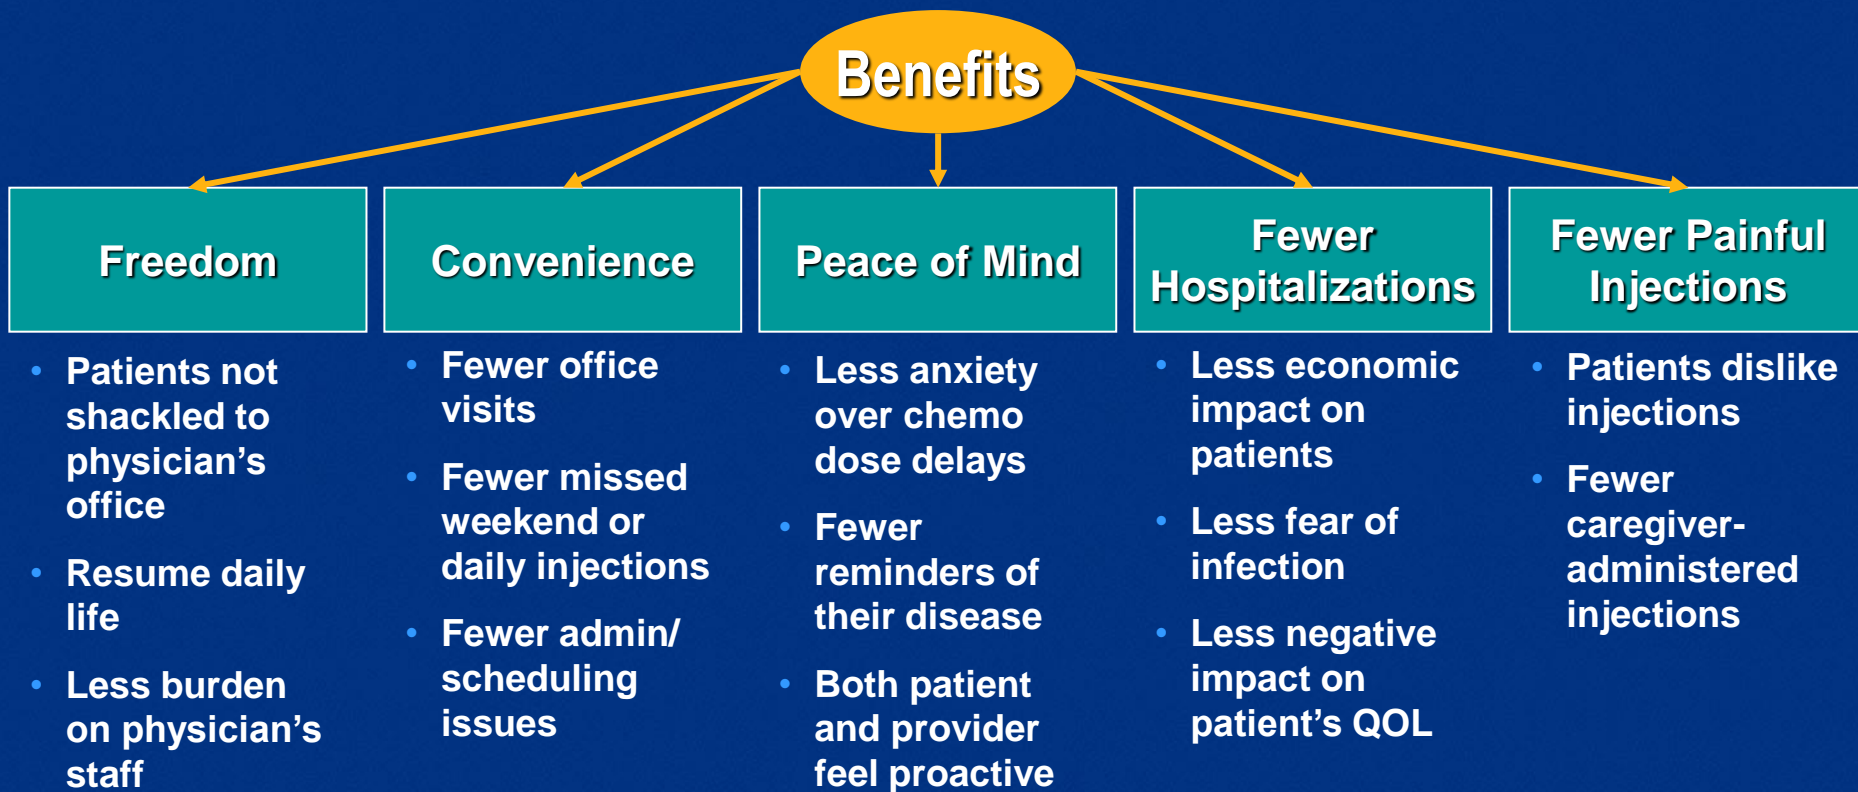 Benefits
Freedom
Convenience
Peace of Mind
Fewer
Hospitalizations
Fewer Painful
Injections
• Patients not
shackled to
physician's
office
• Resume daily
life
• Less burden
on physician's
staff
• Fewer office
visits
• Fewer missed
weekend or
daily injections
• Fewer admin/
scheduling
issues
• Less anxiety
over chemo
dose delays
• Fewer
reminders of
their disease
• Both patient
and provider
feel proactive
• Less economic
impact on
patients
• Less fear of
infection
• Less negative
impact on
patient's QOL
• Patients dislike
injections
• Fewer
caregiver-
administered
injections